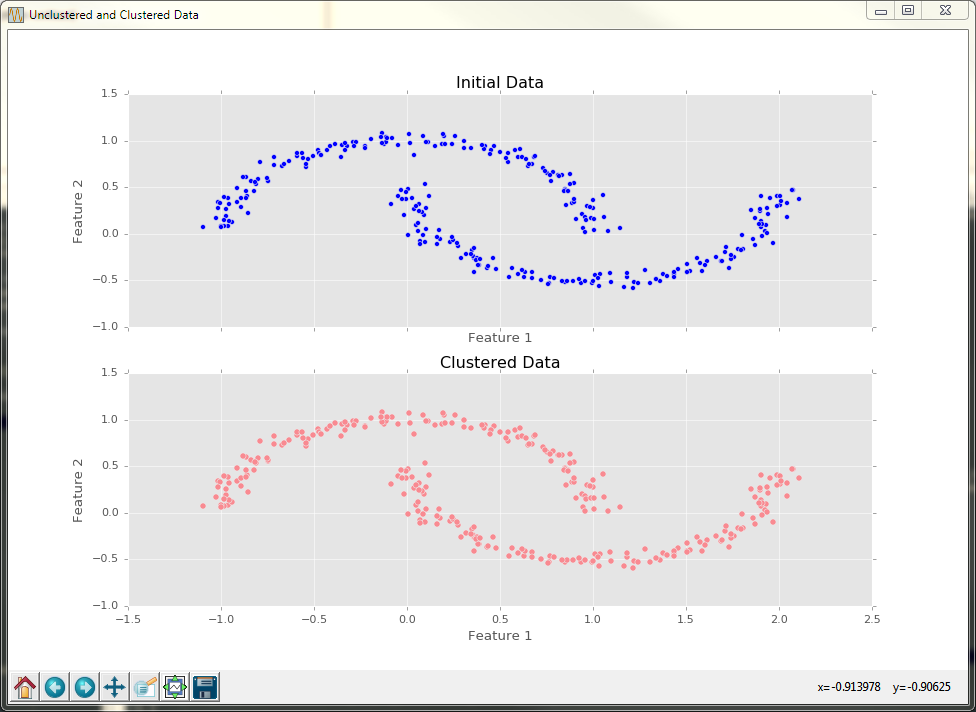 Unclustered and Clustered Data
Initial Data
1.5
1.0
0.5
0.0
−0.5
−1.0
Feature 2
Feature 1
Clustered Data
1.5
1.0
0.5
0.0
−0.5
−1.0
Feature 2
−1.5 −1.0 −0.5 0.0 0.5 1.0 1.5 2.0 2.5
Feature 1
x=-0.913978 y=-0.90625